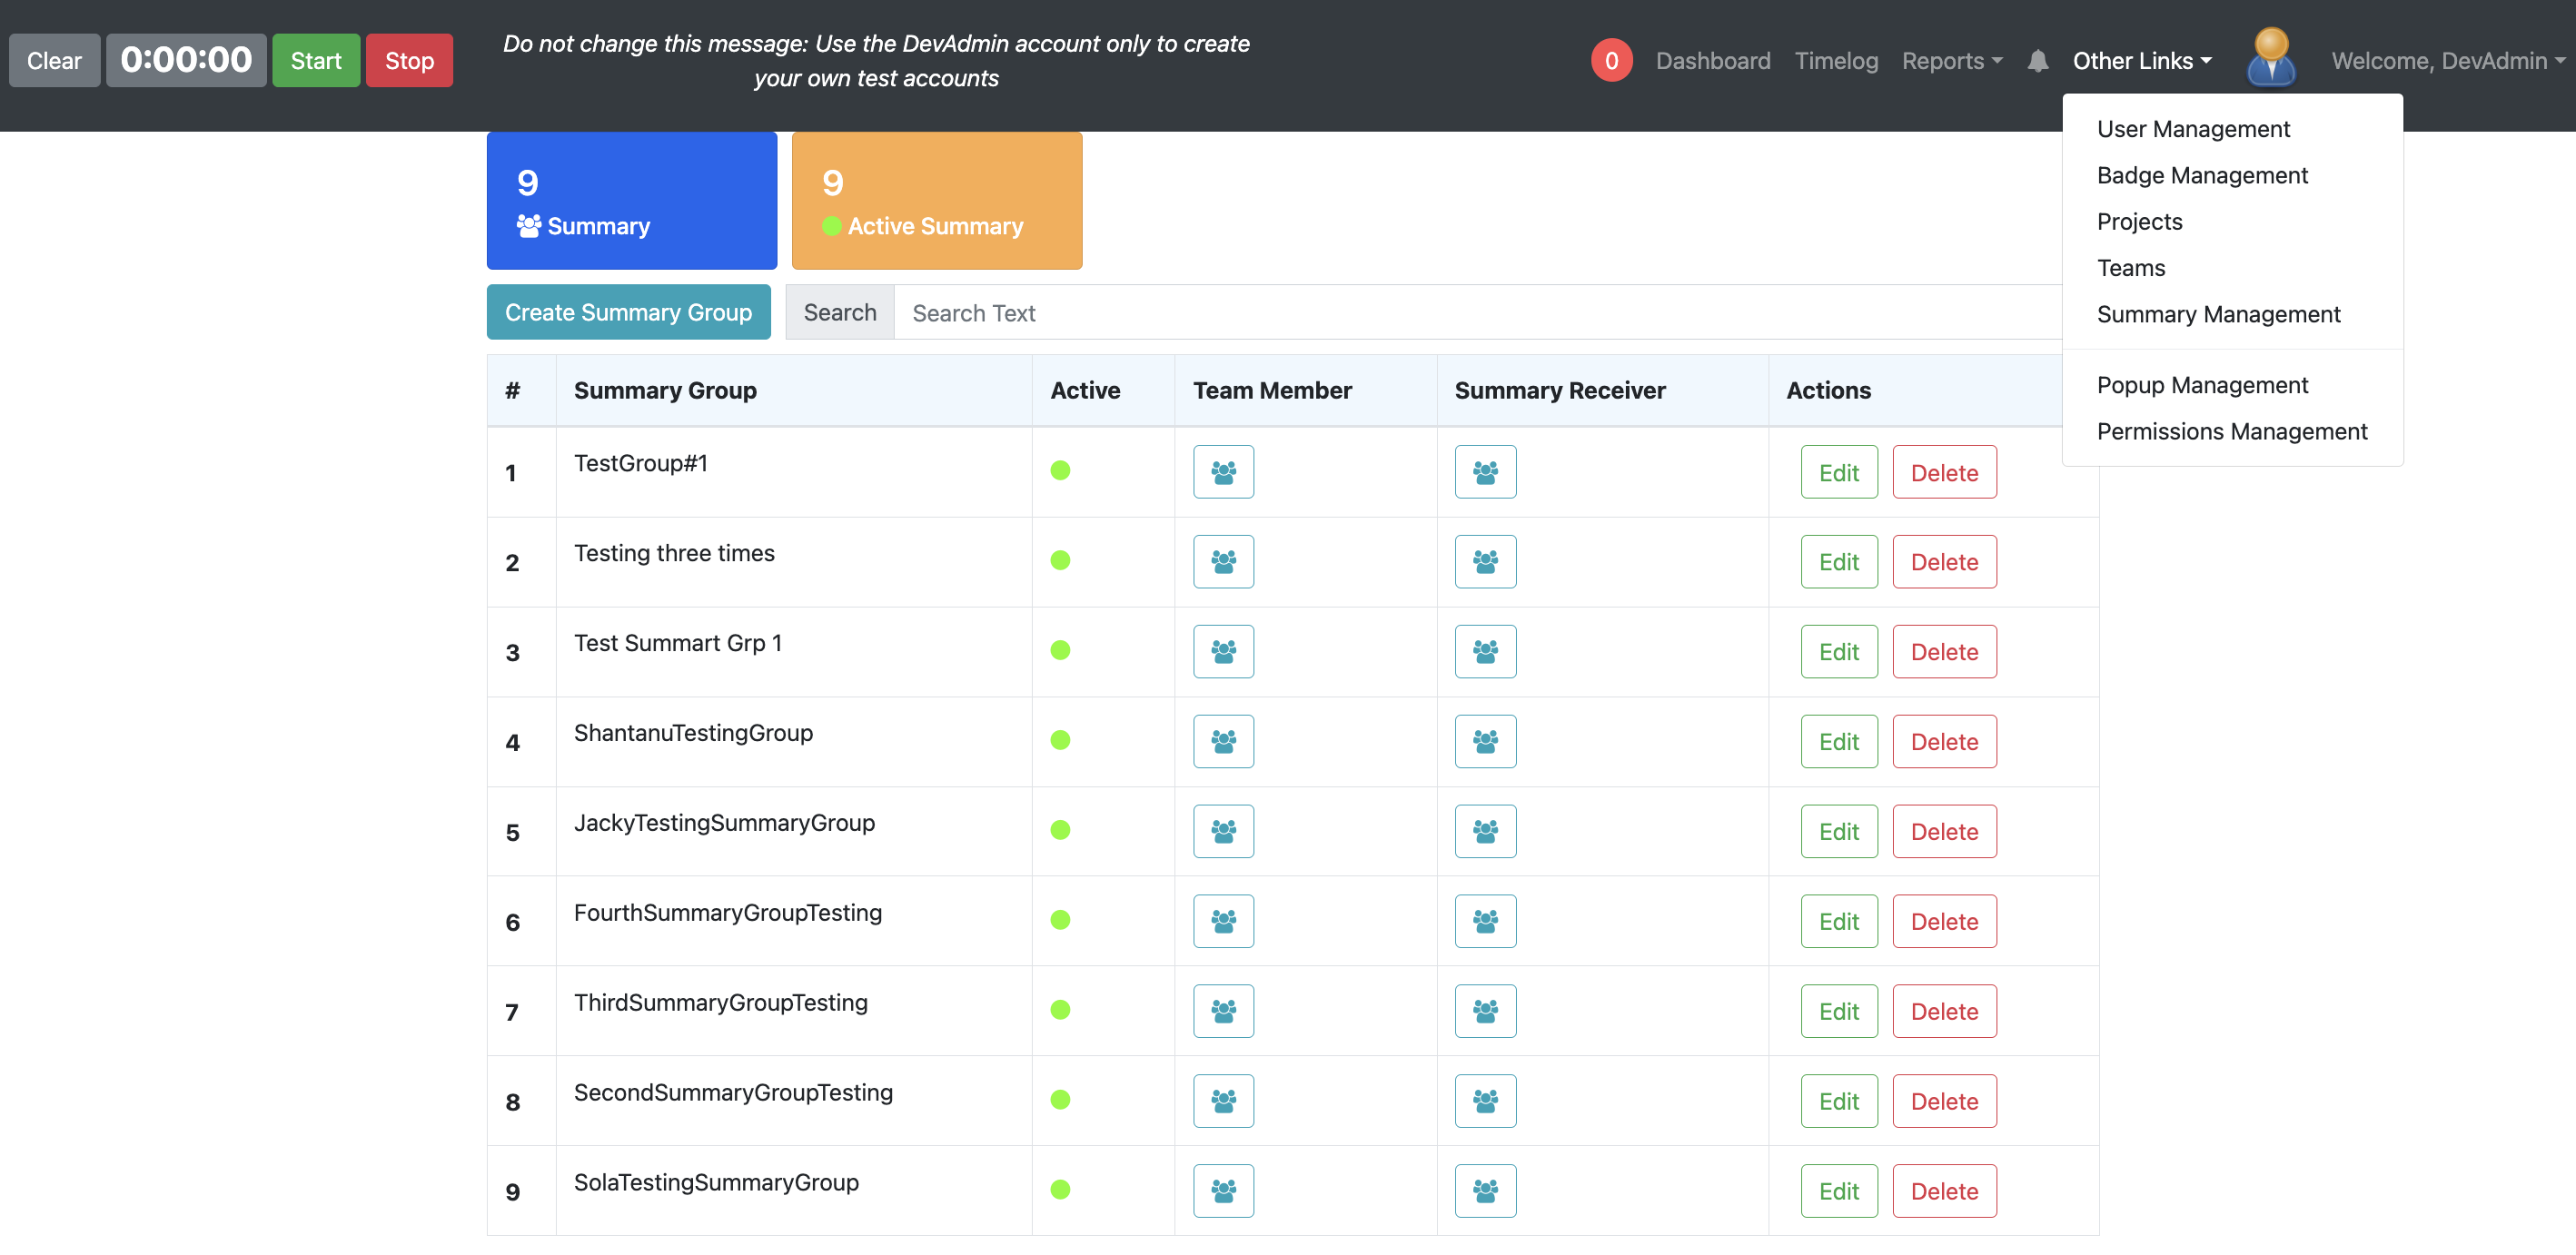 Clear 0:00:00 Start Stop
Do not change this message: Use the DevAdmin account only to create
your own test accounts
0 Dashboard Timelog Reports Other Links Welcome, DevAdmin
User Management
Badge Management
Projects
Teams
Summary Management
Popup Management
Permissions Management
9
Summary
9
Active Summary
Create Summary Group Search Search Text
# Summary Group Active Team Member Summary Receiver Actions
1 TestGroup#1 Edit Delete
2 Testing three times Edit Delete
3 Test Summart Grp 1 Edit Delete
4 ShantanuTestingGroup Edit Delete
5 JackyTestingSummaryGroup Edit Delete
6 FourthSummaryGroupTesting Edit Delete
7 ThirdSummaryGroupTesting Edit Delete
8 SecondSummaryGroupTesting Edit Delete
9 SolaTestingSummaryGroup Edit Delete